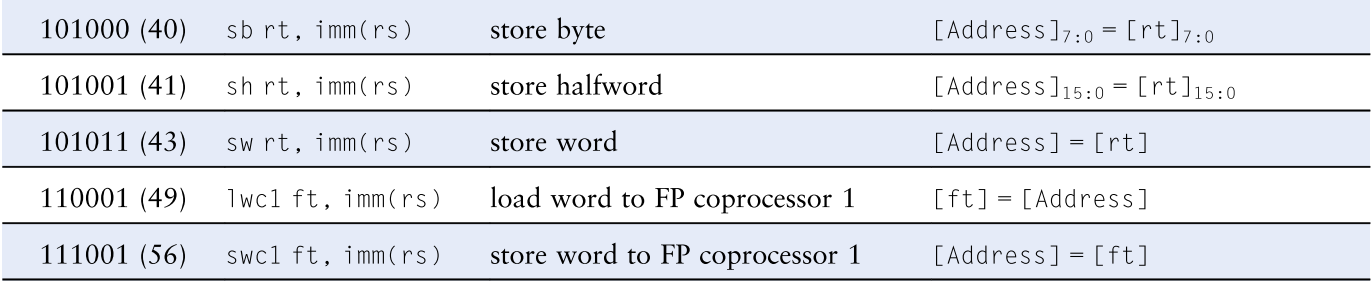 101000 (40) sb rt, imm(rs) store byte [Address]7:0 = [rt]7:0
101001 (41) sh rt, imm(rs) store halfword [Address]15:0 = [rt]15:0
101011 (43) sw rt, imm(rs) store word [Address] = [rt]
110001 (49) lwc1 ft, imm(rs) load word to FP coprocessor 1 [ft] = [Address]
111001 (56) swc1 ft, imm(rs) store word to FP coprocessor 1 [Address] = [ft]